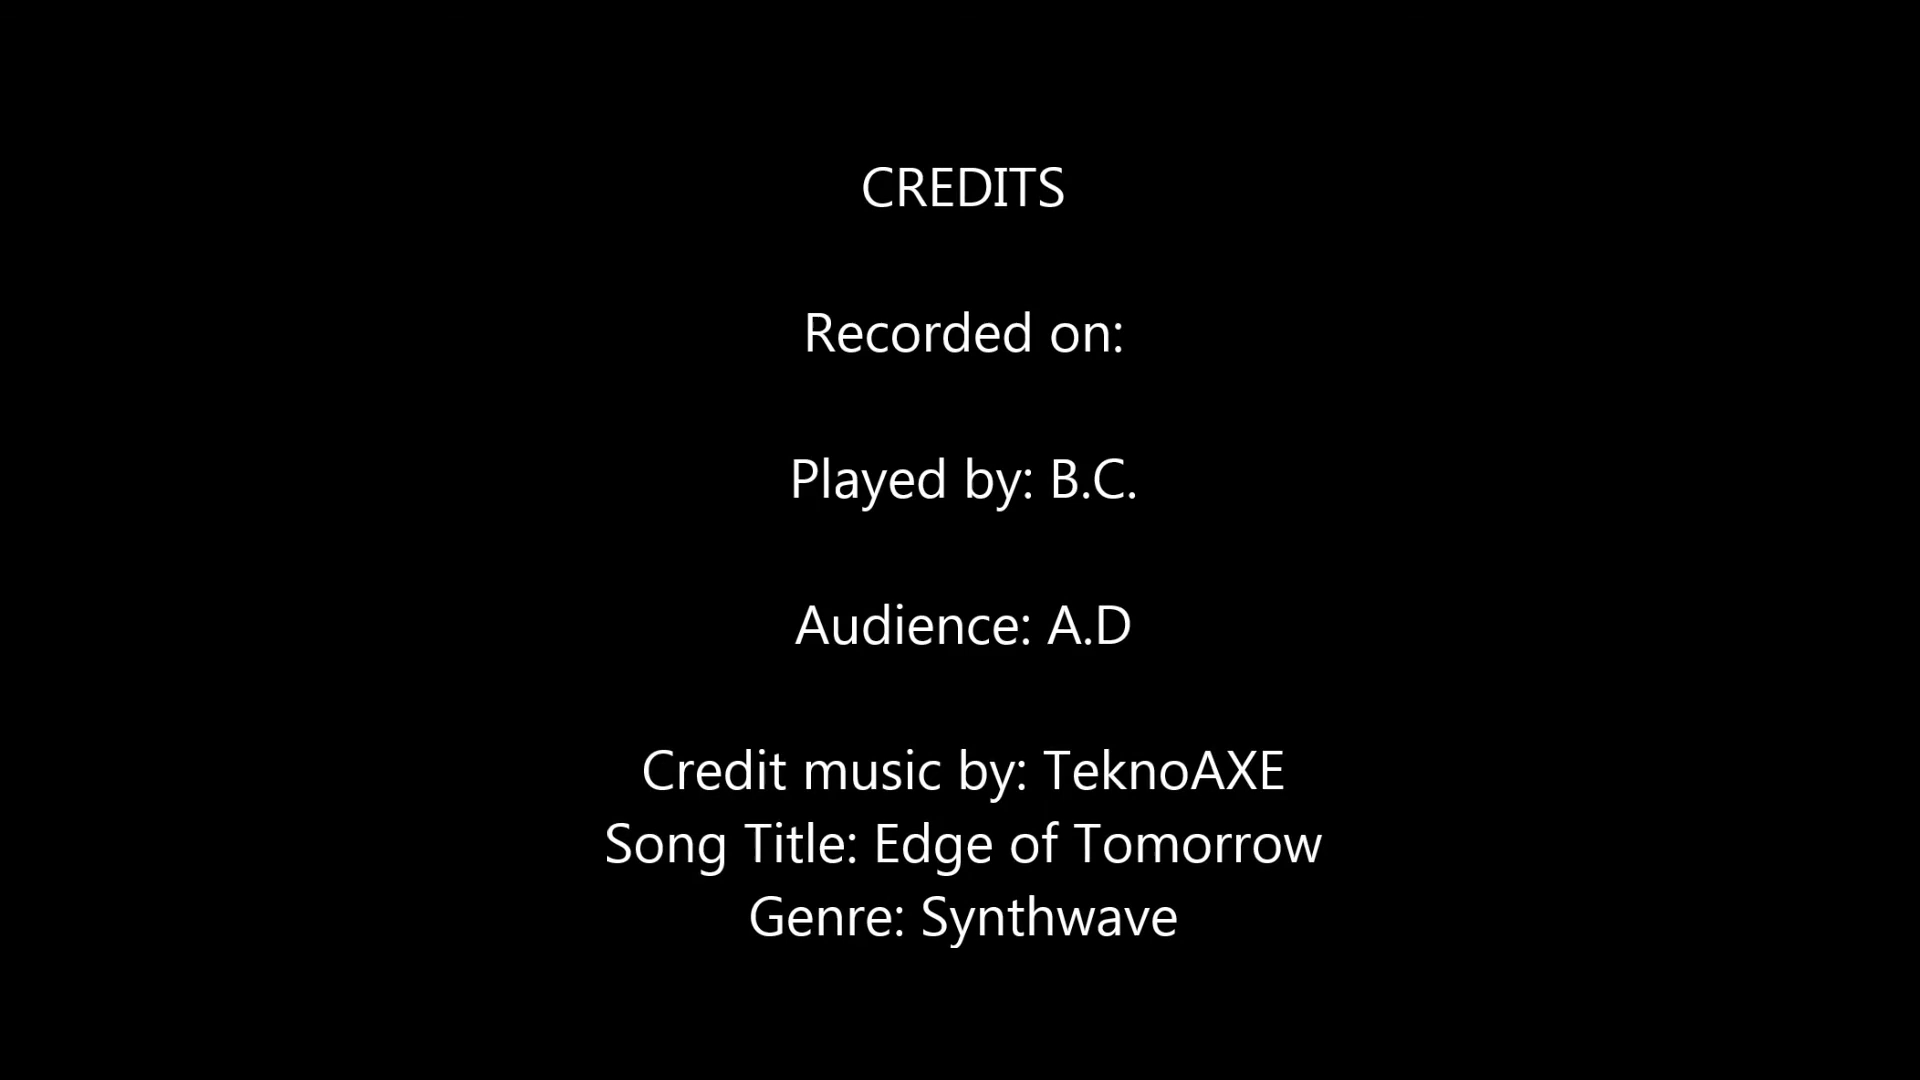 CREDITS
Recorded on:
Played by: B.C.
Audience: A.D
Credit music by: TeknoAXE
Song Title: Edge of Tomorrow
Genre: Synthwave